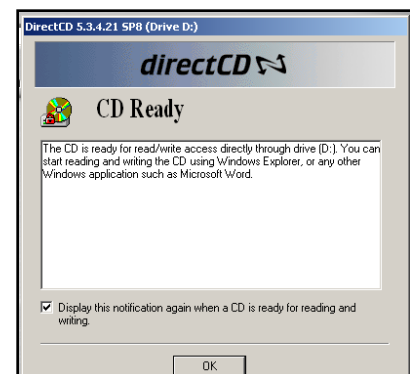 DirectCD 5.3.4.21 SP8 (Drive D:)
directCD
CD Ready
The CD is ready for read/write access directly through drive (D:). You can
start reading and writing the CD using Windows Explorer, or any other
Windows application such as Microsoft Word.
Display this notification again when a CD is ready for reading and
writing.
OK